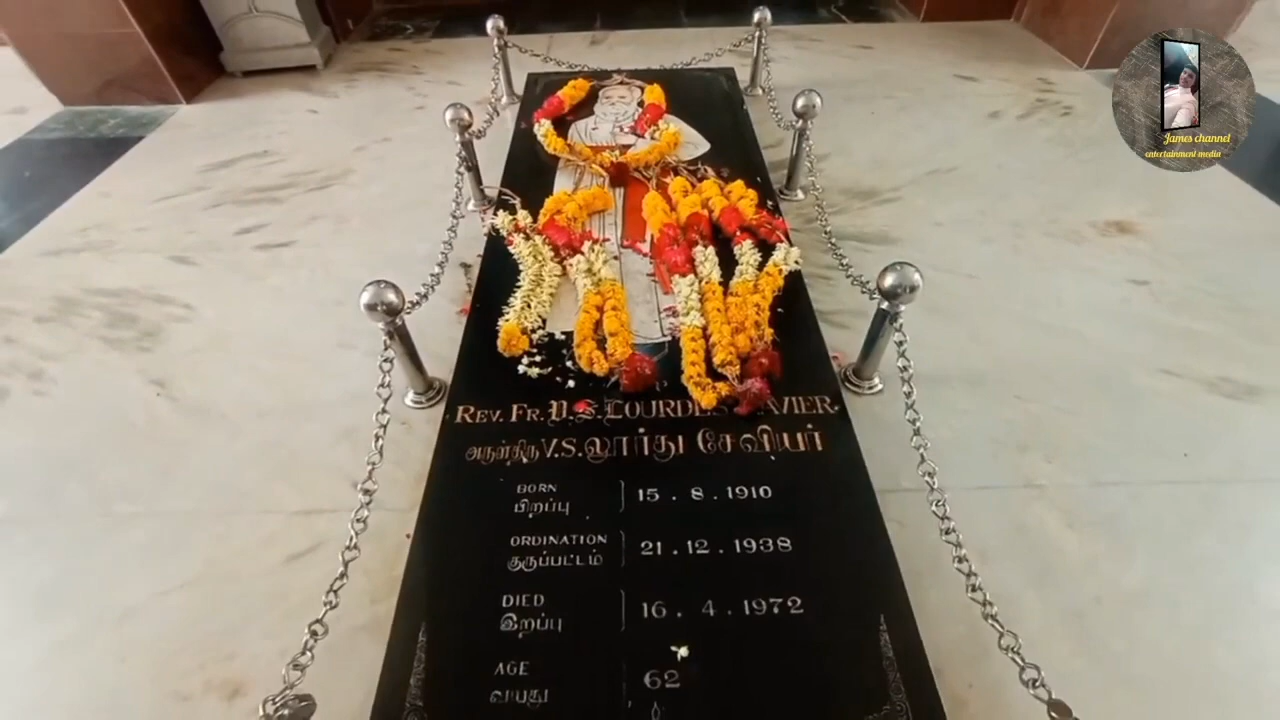 James channel
entertainment media
REV. FR. V.S. LOURDES XAVIER
அருள்திரு V.S. லூர்து சேவியர்
BORN
பிறப்பு
15 . 8 . 1910
ORDINATION
குருப்பட்டம்
21 . 12 . 1938
DIED
இறப்பு
16 . 4 . 1972
AGE
வயது
62